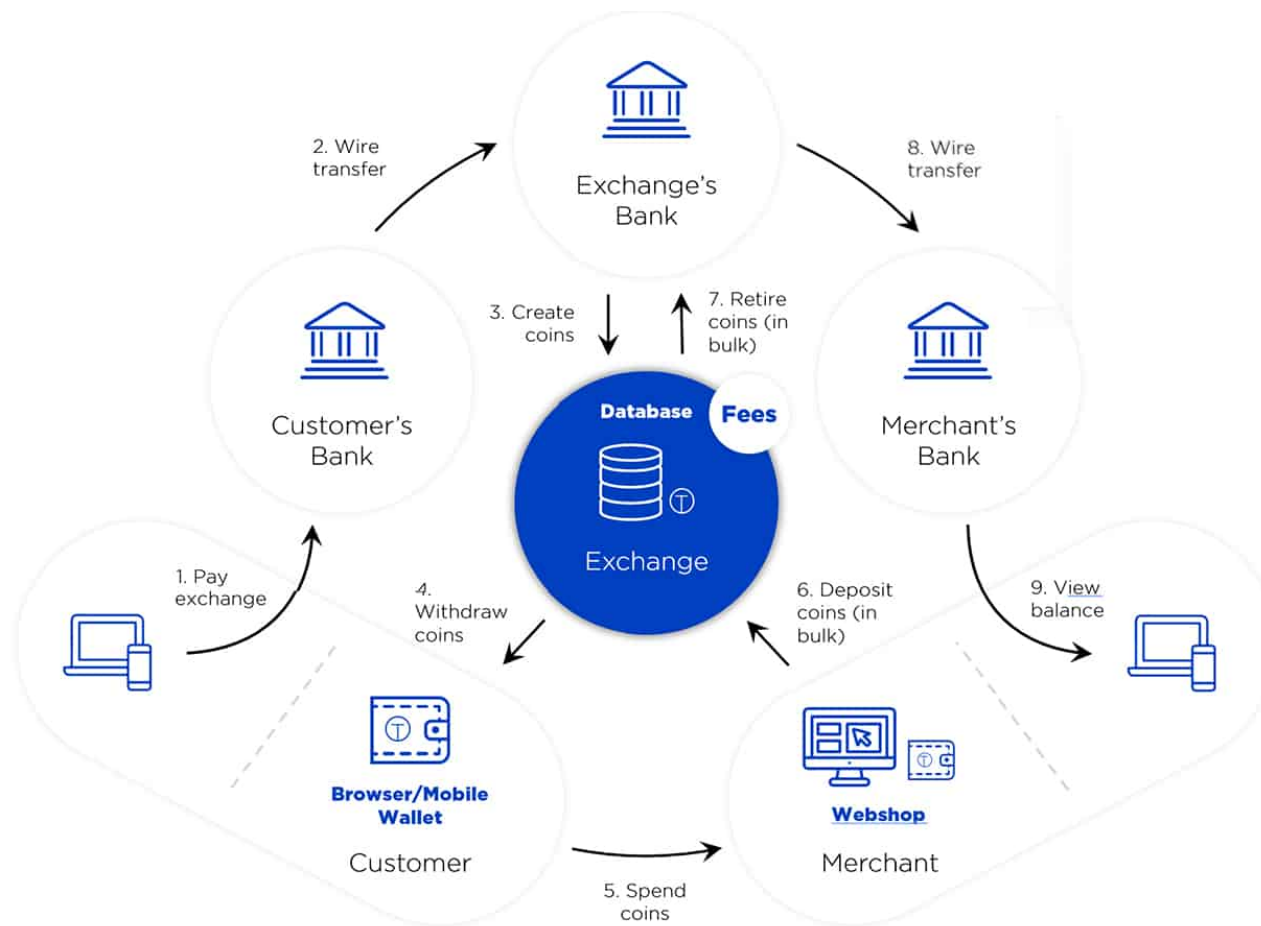 2. Wire
transfer
8. Wire
transfer
Exchange's
Bank
3. Create
coins
7. Retire
coins (in
bulk)
Customer's
Bank
Database
Fees
T
Exchange
Merchant's
Bank
1. Pay
exchange
4.
Withdraw
coins
6. Deposit
coins (in
bulk)
9. View
balance
T
Browser/Mobile
Wallet
Customer
T
Webshop
Merchant
5. Spend
coins